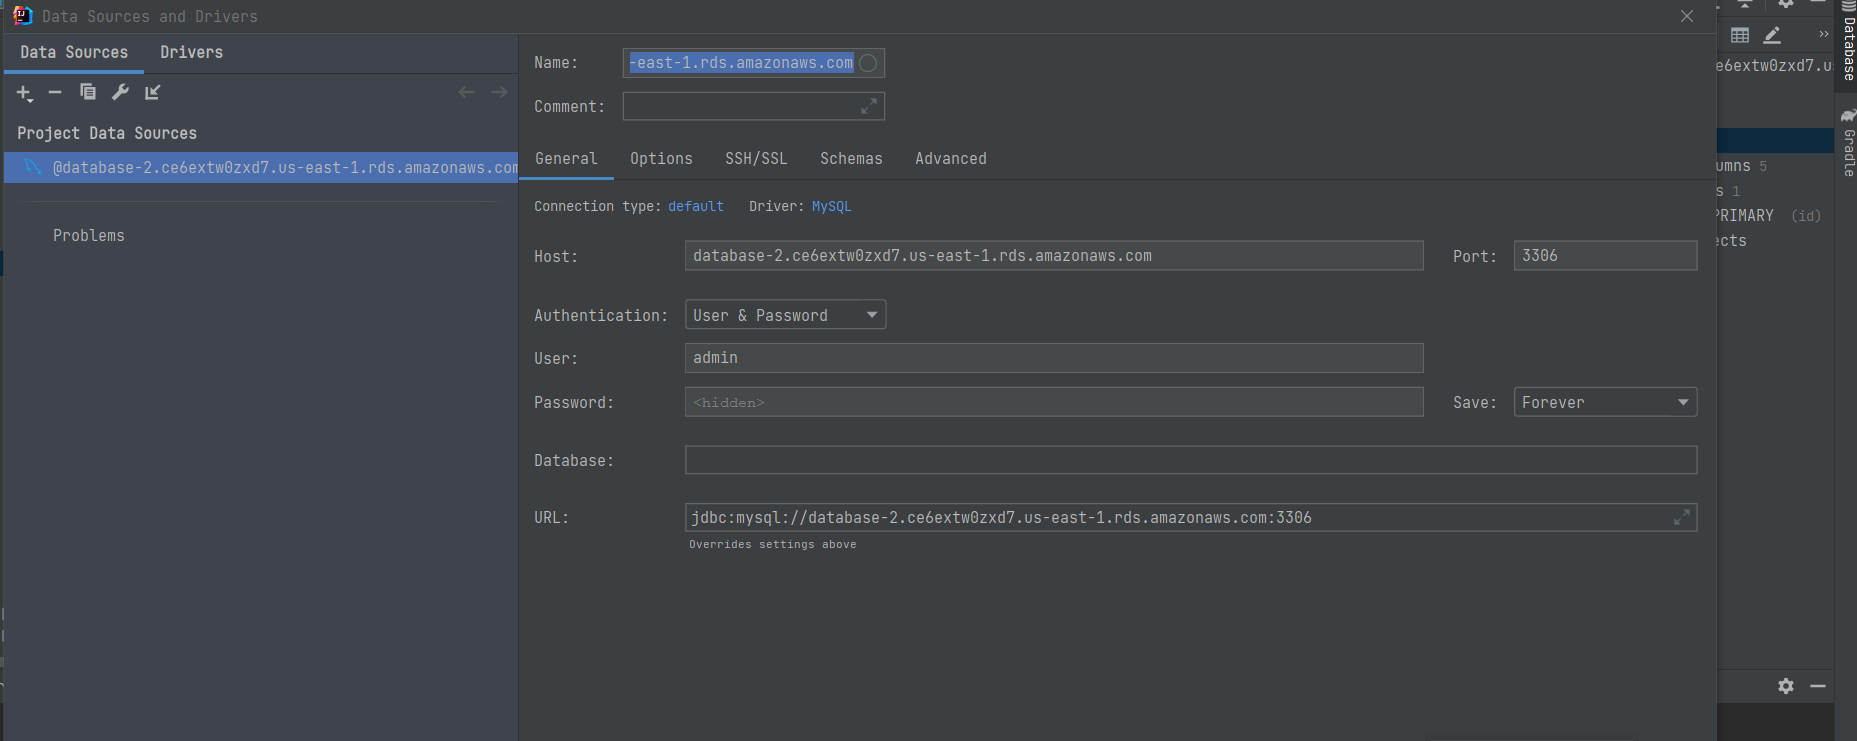 Data Sources and Drivers
Data Sources Drivers
Project Data Sources
@database-2.ce6extw0zxd7.us-east-1.rds.amazonaws.com
Problems
Name: -east-1.rds.amazonaws.com
Comment:
General Options SSH/SSL Schemas Advanced
Connection type: default Driver: MySQL
Host: database-2.ce6extw0zxd7.us-east-1.rds.amazonaws.com Port: 3306
Authentication: User & Password
User: admin
Password: <hidden> Save: Forever
Database:
URL: jdbc:mysql://database-2.ce6extw0zxd7.us-east-1.rds.amazonaws.com:3306
Overrides settings above
e6extw0zxd7.us
umns 5
s 1
PRIMARY (id)
ects
Database
Gradle